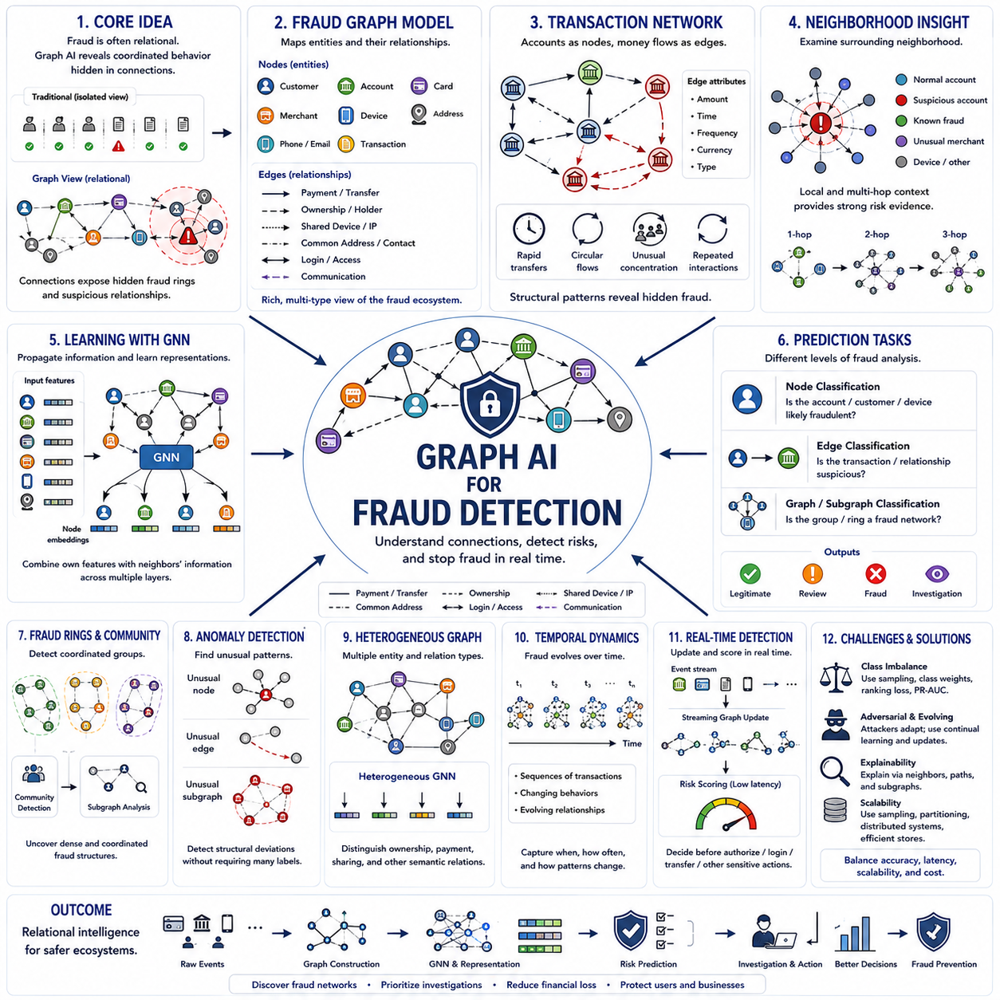 1. CORE IDEA
Fraud is often relational.
Graph AI reveals coordinated behavior
hidden in connections.
Traditional (isolated view)
Graph View (relational)
Connections expose hidden fraud rings
and suspicious relationships.
2. FRAUD GRAPH MODEL
Maps entities and their relationships.
Nodes (entities)
Customer
Account
Card
Merchant
Device
Address
Phone / Email
Transaction
Edges (relationships)
Payment / Transfer
Ownership / Holder
Shared Device / IP
Common Address / Contact
Login / Access
Communication
Rich, multi-type view of the fraud ecosystem.
3. TRANSACTION NETWORK
Accounts as nodes, money flows as edges.
Edge attributes
• Amount
• Time
• Frequency
• Currency
• Type
Rapid
transfers
Circular
flows
Unusual
concentration
Repeated
interactions
Structural patterns reveal hidden fraud.
4. NEIGHBORHOOD INSIGHT
Examine surrounding neighborhood.
Normal account
Suspicious account
Known fraud
Unusual merchant
Device / other
Local and multi-hop context
provides strong risk evidence.
1-hop
2-hop
3-hop
5. LEARNING WITH GNN
Propagate information and learn representations.
Input features
GNN
Node
embeddings
Combine own features with neighbors' information
across multiple layers.
GRAPH AI
FOR
FRAUD DETECTION
Understand connections, detect risks,
and stop fraud in real time.
Payment / Transfer
Ownership
Shared Device / IP
Common Address
Login / Access
Communication
6. PREDICTION TASKS
Different levels of fraud analysis.
Node Classification
Is the account / customer / device
likely fraudulent?
Edge Classification
Is the transaction / relationship
suspicious?
Graph / Subgraph Classification
Is the group / ring a fraud network?
Outputs
Legitimate
Review
Fraud
Investigation
7. FRAUD RINGS & COMMUNITY
Detect coordinated groups.
Community
Detection
Subgraph Analysis
Uncover dense and coordinated
fraud structures.
8. ANOMALY DETECTION
Find unusual patterns.
Unusual
node
Unusual
edge
Unusual
subgraph
Detect structural deviations
without requiring many labels.
9. HETEROGENEOUS GRAPH
Multiple entity and relation types.
Heterogeneous GNN
Distinguish ownership, payment,
sharing, and other semantic relations.
10. TEMPORAL DYNAMICS
Fraud evolves over time.
t1 t2 t3 ··· tn
Time
• Sequences of transactions
• Changing behaviors
• Evolving relationships
Capture when, how often,
and how patterns change.
11. REAL-TIME DETECTION
Update and score in real time.
Event stream
···
Streaming Graph Update
Risk Scoring (Low latency)
Decide before authorize / login /
transfer / other sensitive actions.
12. CHALLENGES & SOLUTIONS
Class Imbalance
Use sampling, class weights,
ranking loss, PR-AUC.
Adversarial & Evolving
Attackers adapt; use continual
learning and updates.
Explainability
Explain via neighbors, paths,
and subgraphs.
Scalability
Use sampling, partitioning,
distributed systems,
efficient stores.
Balance accuracy, latency,
scalability, and cost.
OUTCOME
Relational intelligence
for safer ecosystems.
···
Raw Events
Graph Construction
GNN & Representation
Risk Prediction
Investigation & Action
Better Decisions
Fraud Prevention
Discover fraud networks • Prioritize investigations • Reduce financial loss • Protect users and businesses